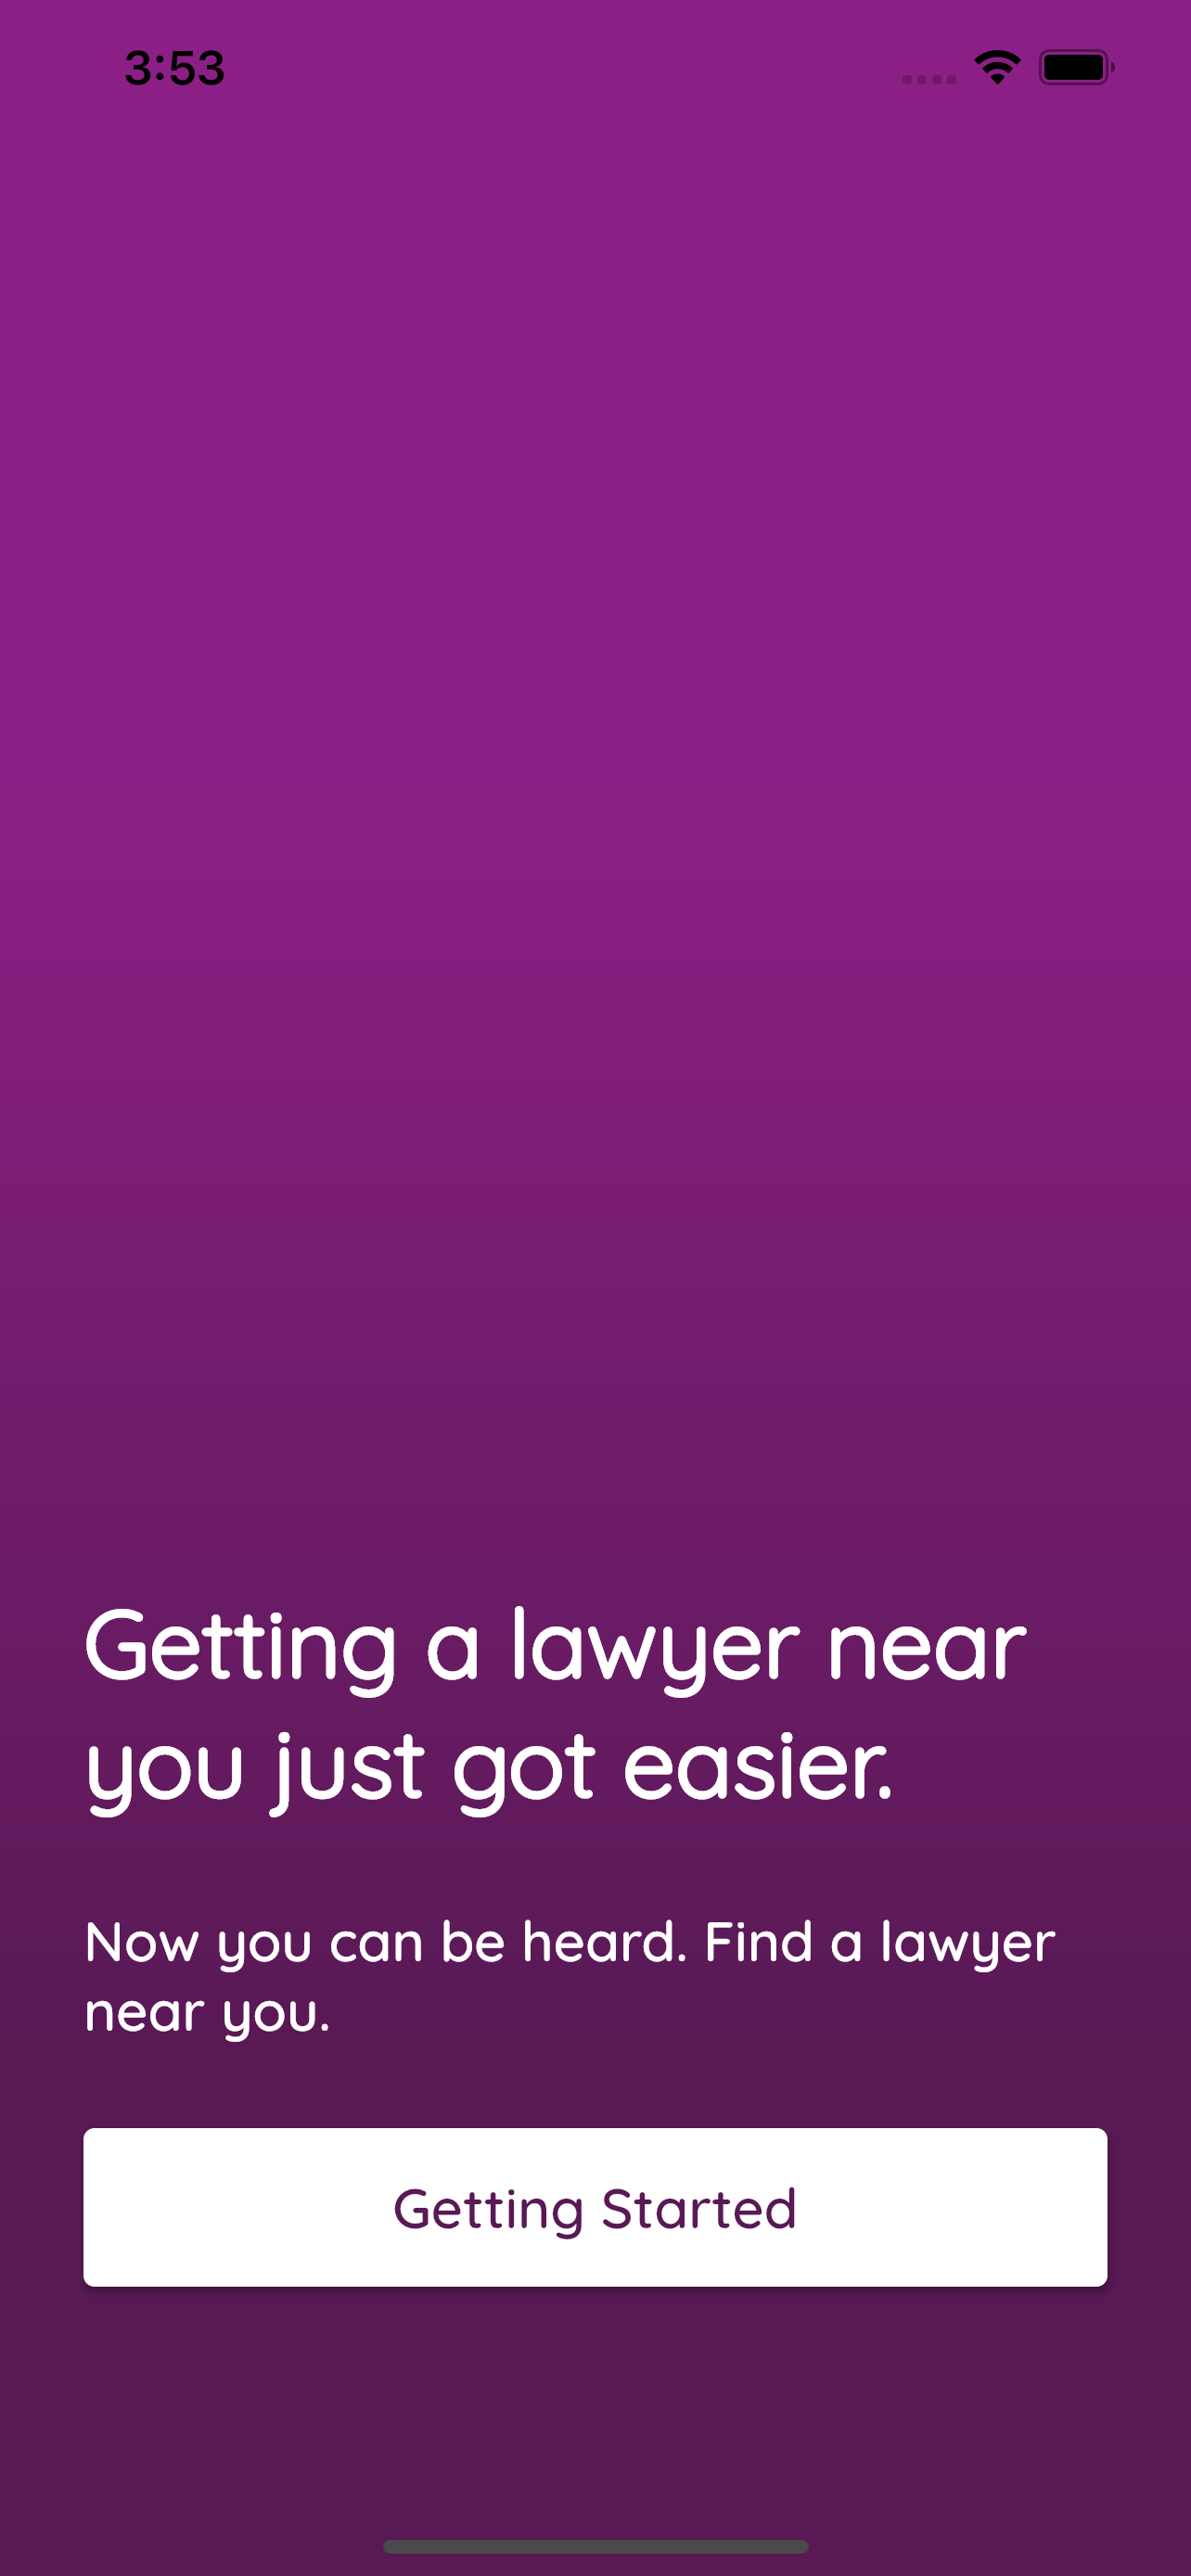 3:53
Getting a lawyer near
you just got easier.
Now you can be heard. Find a lawyer
near you.
Getting Started